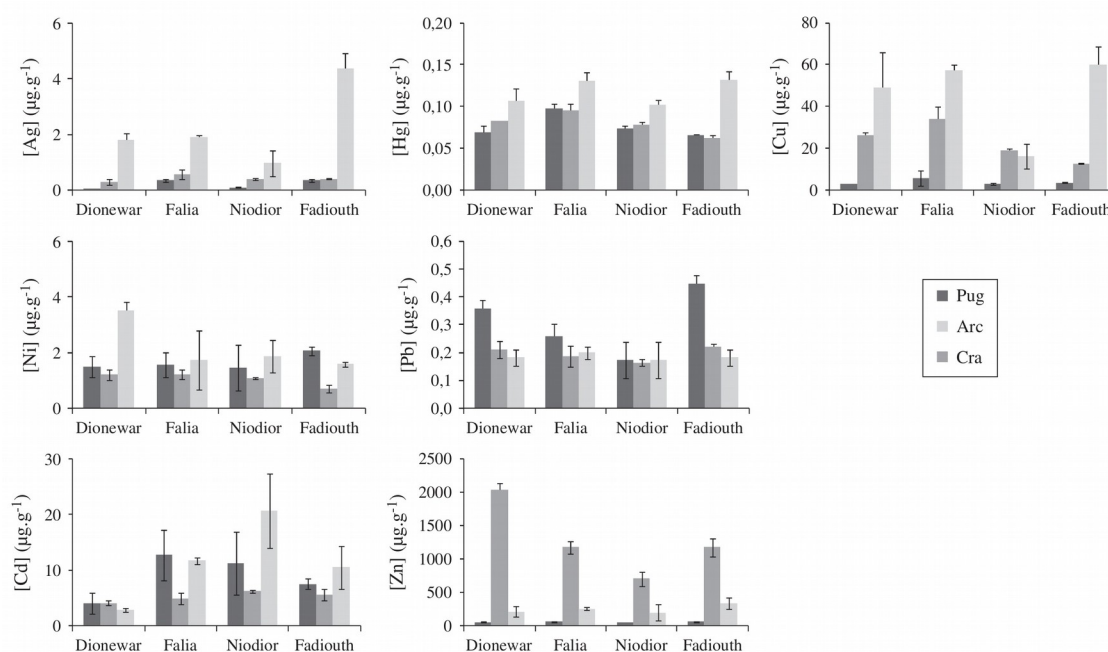 [Ag] (µg.g-1)
6
4
2
0
Dionewar Falia Niodior Fadiouth
[Hg] (µg.g-1)
0,20
0,15
0,10
0,05
0,00
Dionewar Falia Niodior Fadiouth
[Cu] (µg.g-1)
80
60
40
20
0
Dionewar Falia Niodior Fadiouth
[Ni] (µg.g-1)
6
4
2
0
Dionewar Falia Niodior Fadiouth
[Pb] (µg.g-1)
0,6
0,5
0,4
0,3
0,2
0,1
0,0
Dionewar Falia Niodior Fadiouth
Pug
Arc
Cra
[Cd] (µg.g-1)
30
20
10
0
Dionewar Falia Niodior Fadiouth
[Zn] (µg.g-1)
2500
2000
1500
1000
500
0
Dionewar Falia Niodior Fadiouth